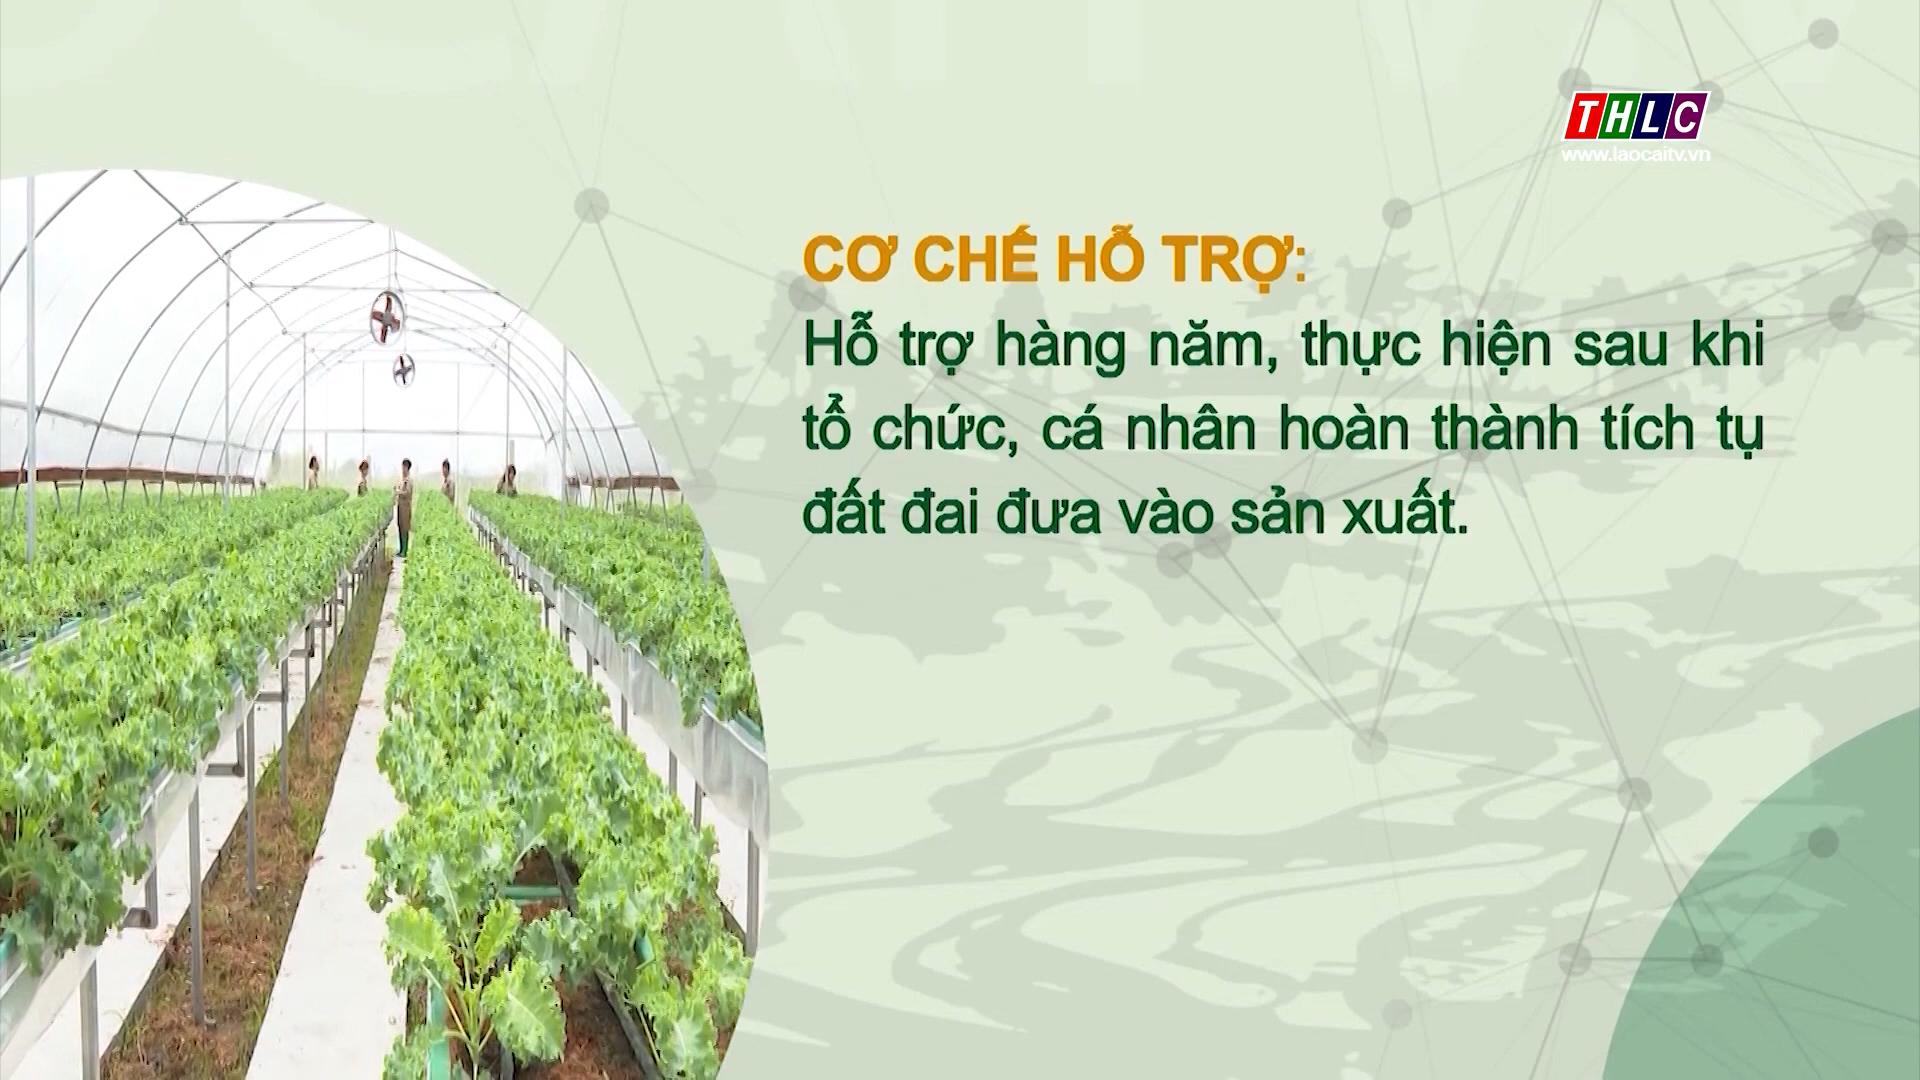 THLC
www.laocaitv.vn
CƠ CHẾ HỖ TRỢ:
Hỗ trợ hàng năm, thực hiện sau khi
tổ chức, cá nhân hoàn thành tích tụ
đất đai đưa vào sản xuất.